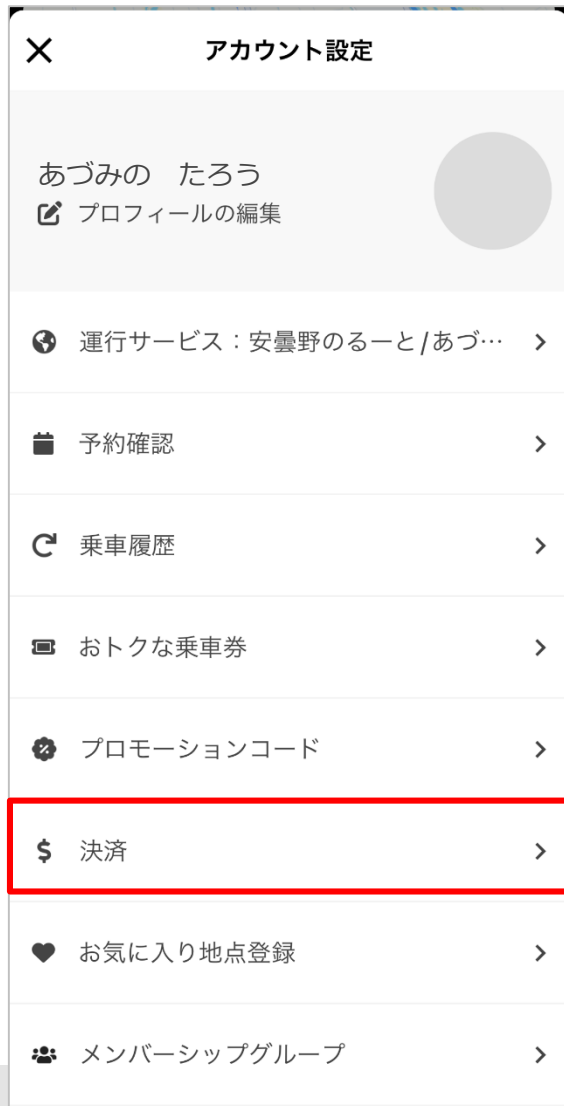 アカウント設定
あづみの　たろう
プロフィールの編集
運行サービス：安曇野のるーと/あづ…
予約確認
乗車履歴
おトクな乗車券
プロモーションコード
決済
お気に入り地点登録
メンバーシップグループ